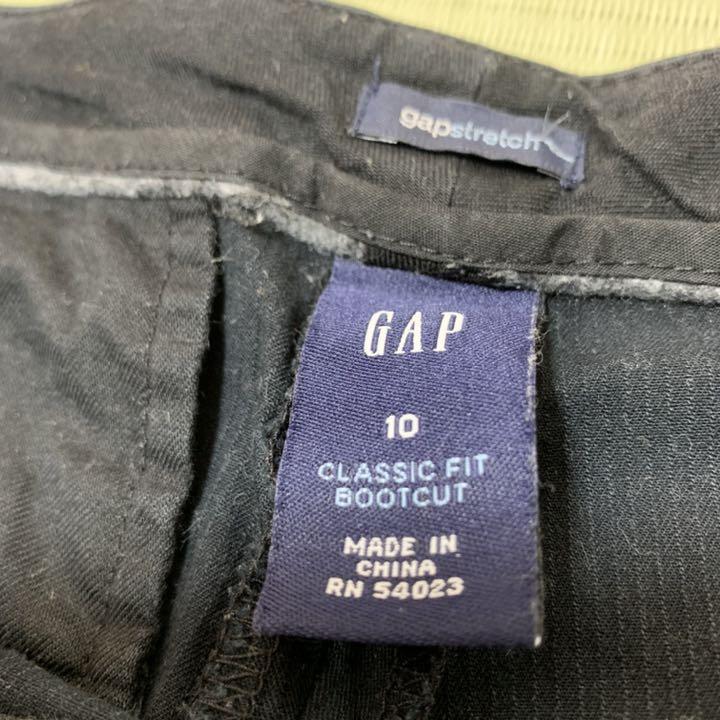 gapstretch
GAP
10
CLASSIC FIT
BOOTCUT
MADE IN
CHINA
RN 54023